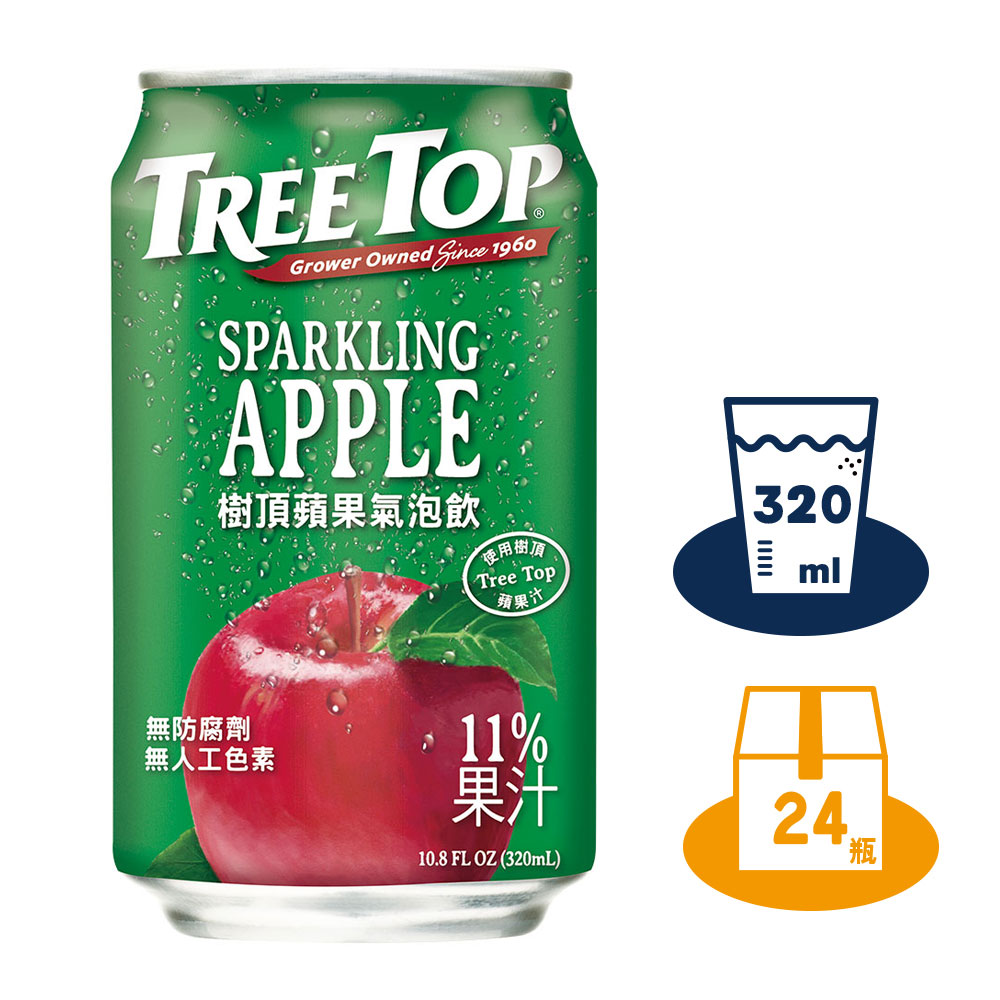 TREE TOP®
Grower Owned Since 1960
SPARKLING
APPLE
樹頂蘋果氣泡飲
使用樹頂
Tree Top
蘋果汁
無防腐劑
無人工色素
11%
果汁
10.8 FL OZ (320mL)
320
ml
24瓶